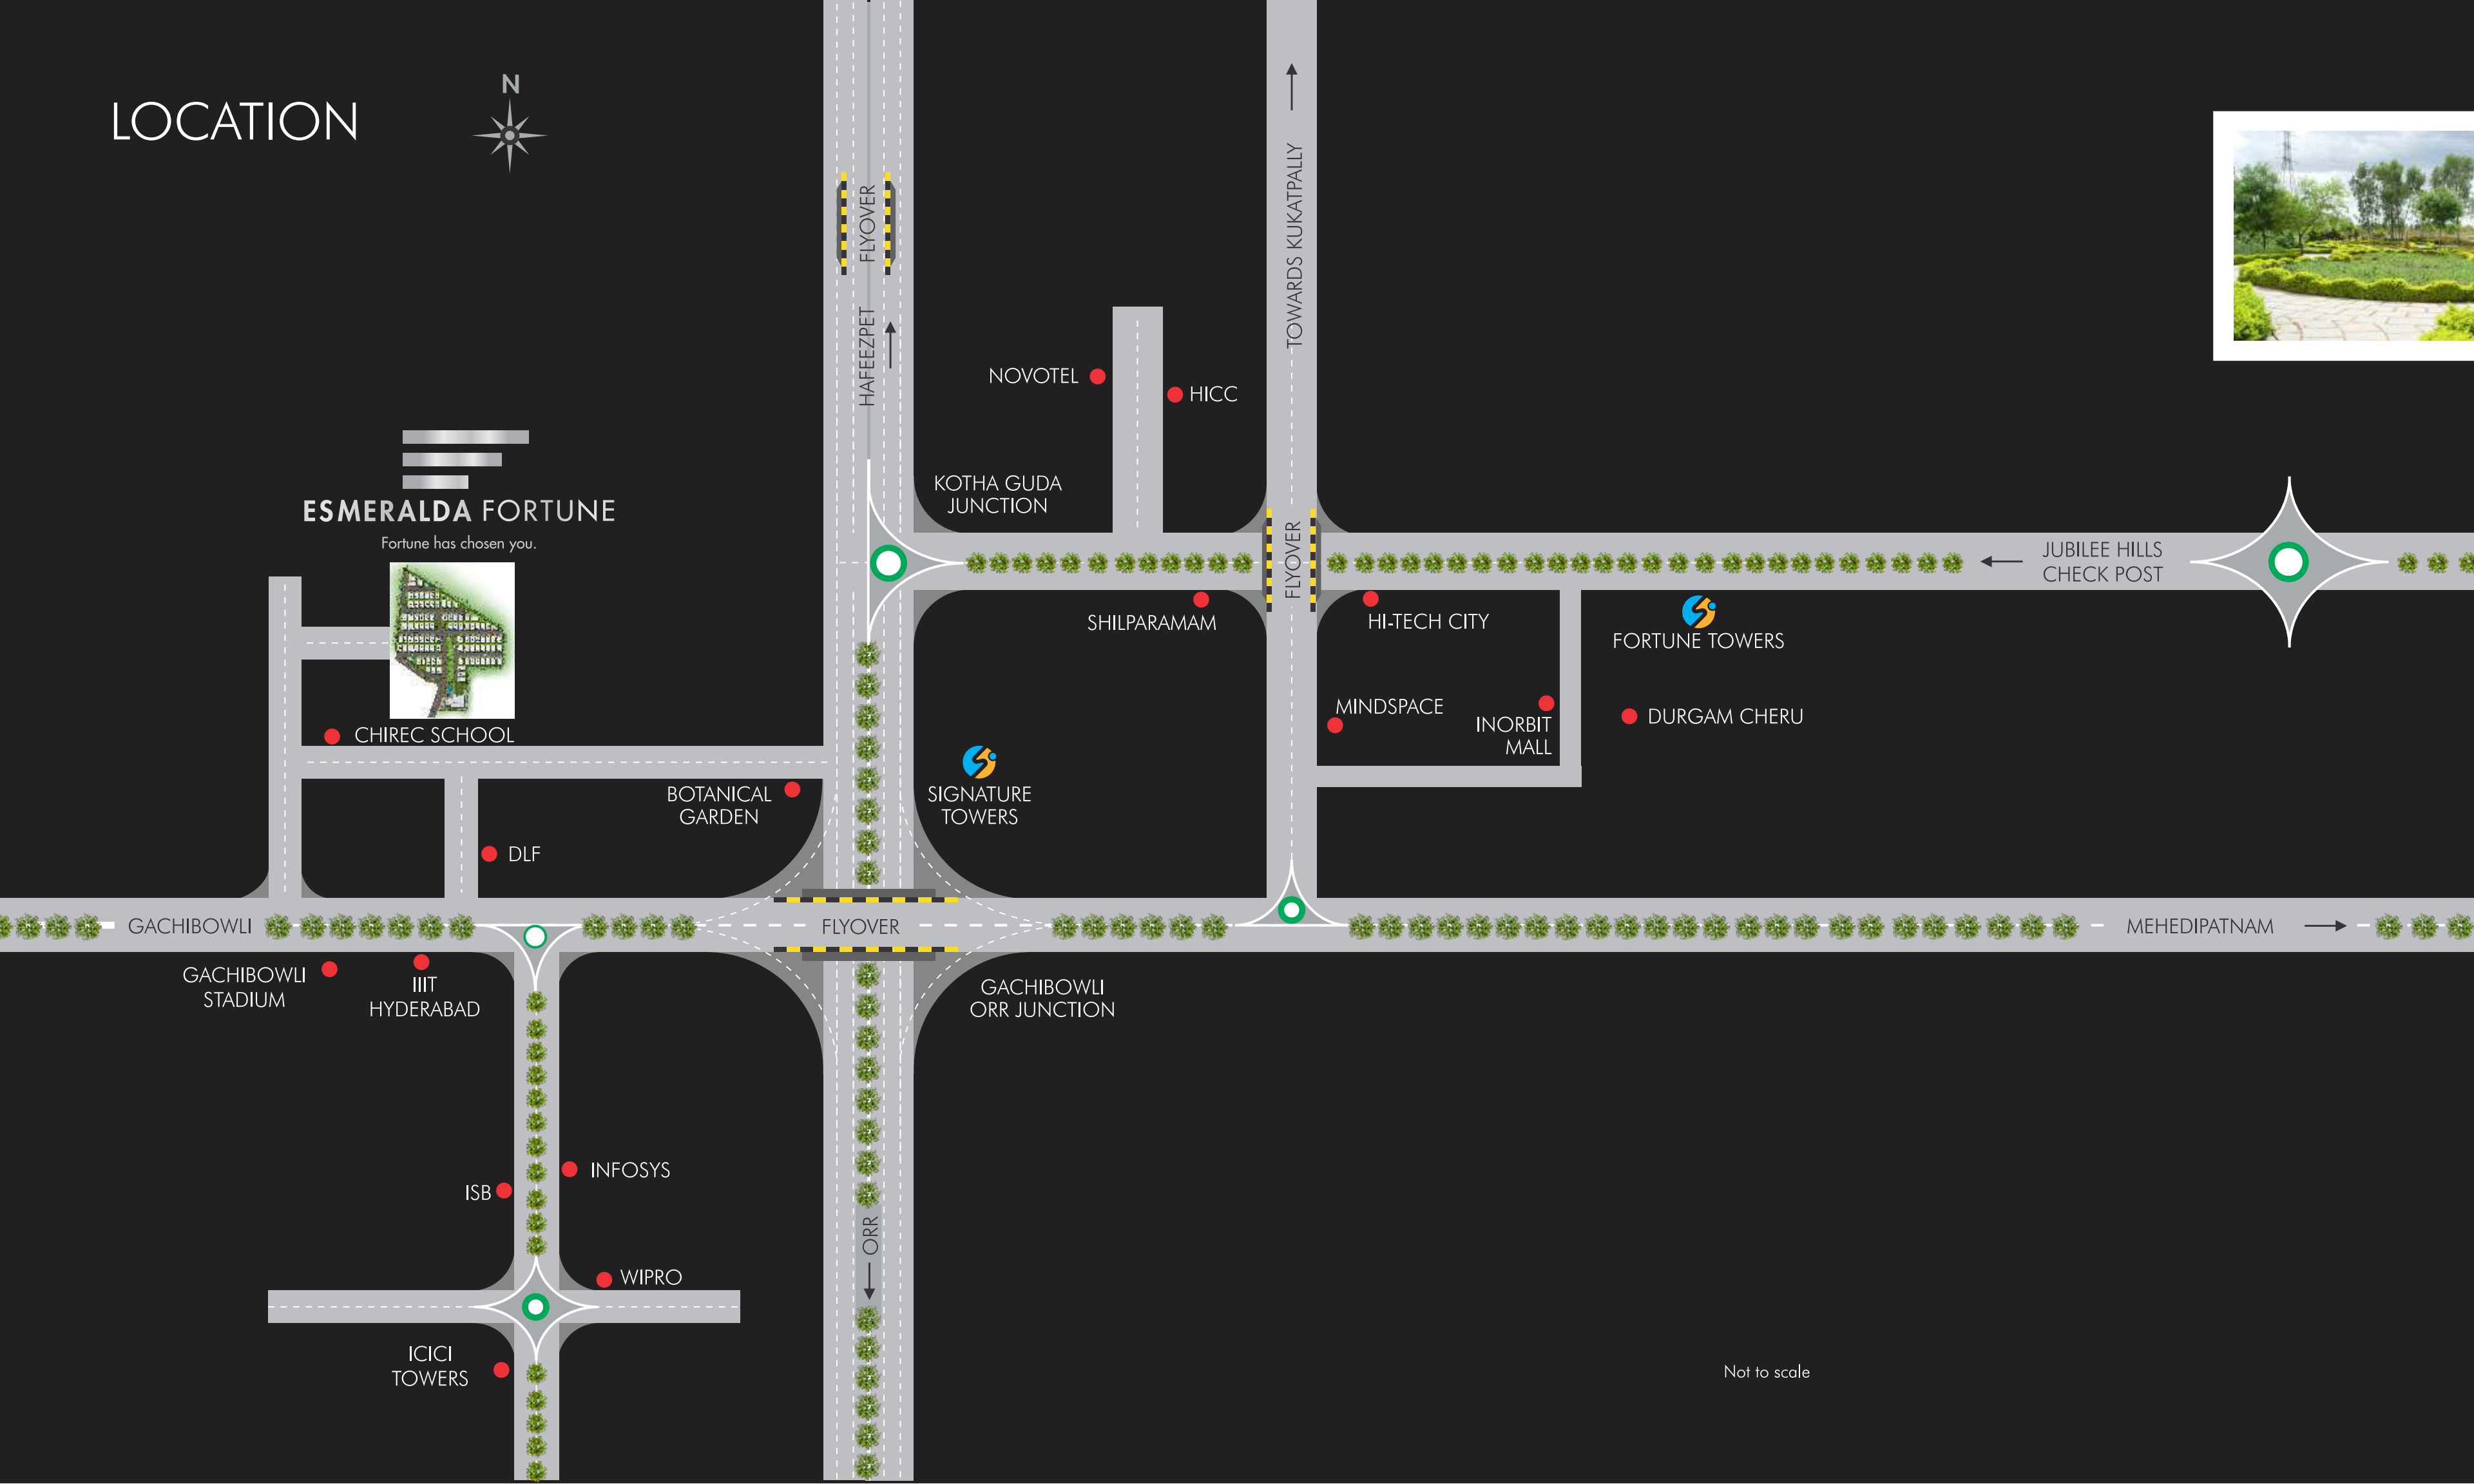 LOCATION
N
FLYOVER
HAFEEZPET
TOWARDS KUKATPALLY
NOVOTEL
HICC
ESMERALDA FORTUNE
Fortune has chosen you.
KOTHA GUDA
JUNCTION
FLYOVER
JUBILEE HILLS
CHECK POST
SHILPARAMAM
HI-TECH CITY
FORTUNE TOWERS
MINDSPACE
INORBIT
MALL
DURGAM CHERU
CHIREC SCHOOL
BOTANICAL
GARDEN
SIGNATURE
TOWERS
DLF
GACHIBOWLI
FLYOVER
MEHEDIPATNAM
GACHIBOWLI
STADIUM
IIIT
HYDERABAD
GACHIBOWLI
ORR JUNCTION
INFOSYS
ISB
ORR
WIPRO
ICICI
TOWERS
Not to scale